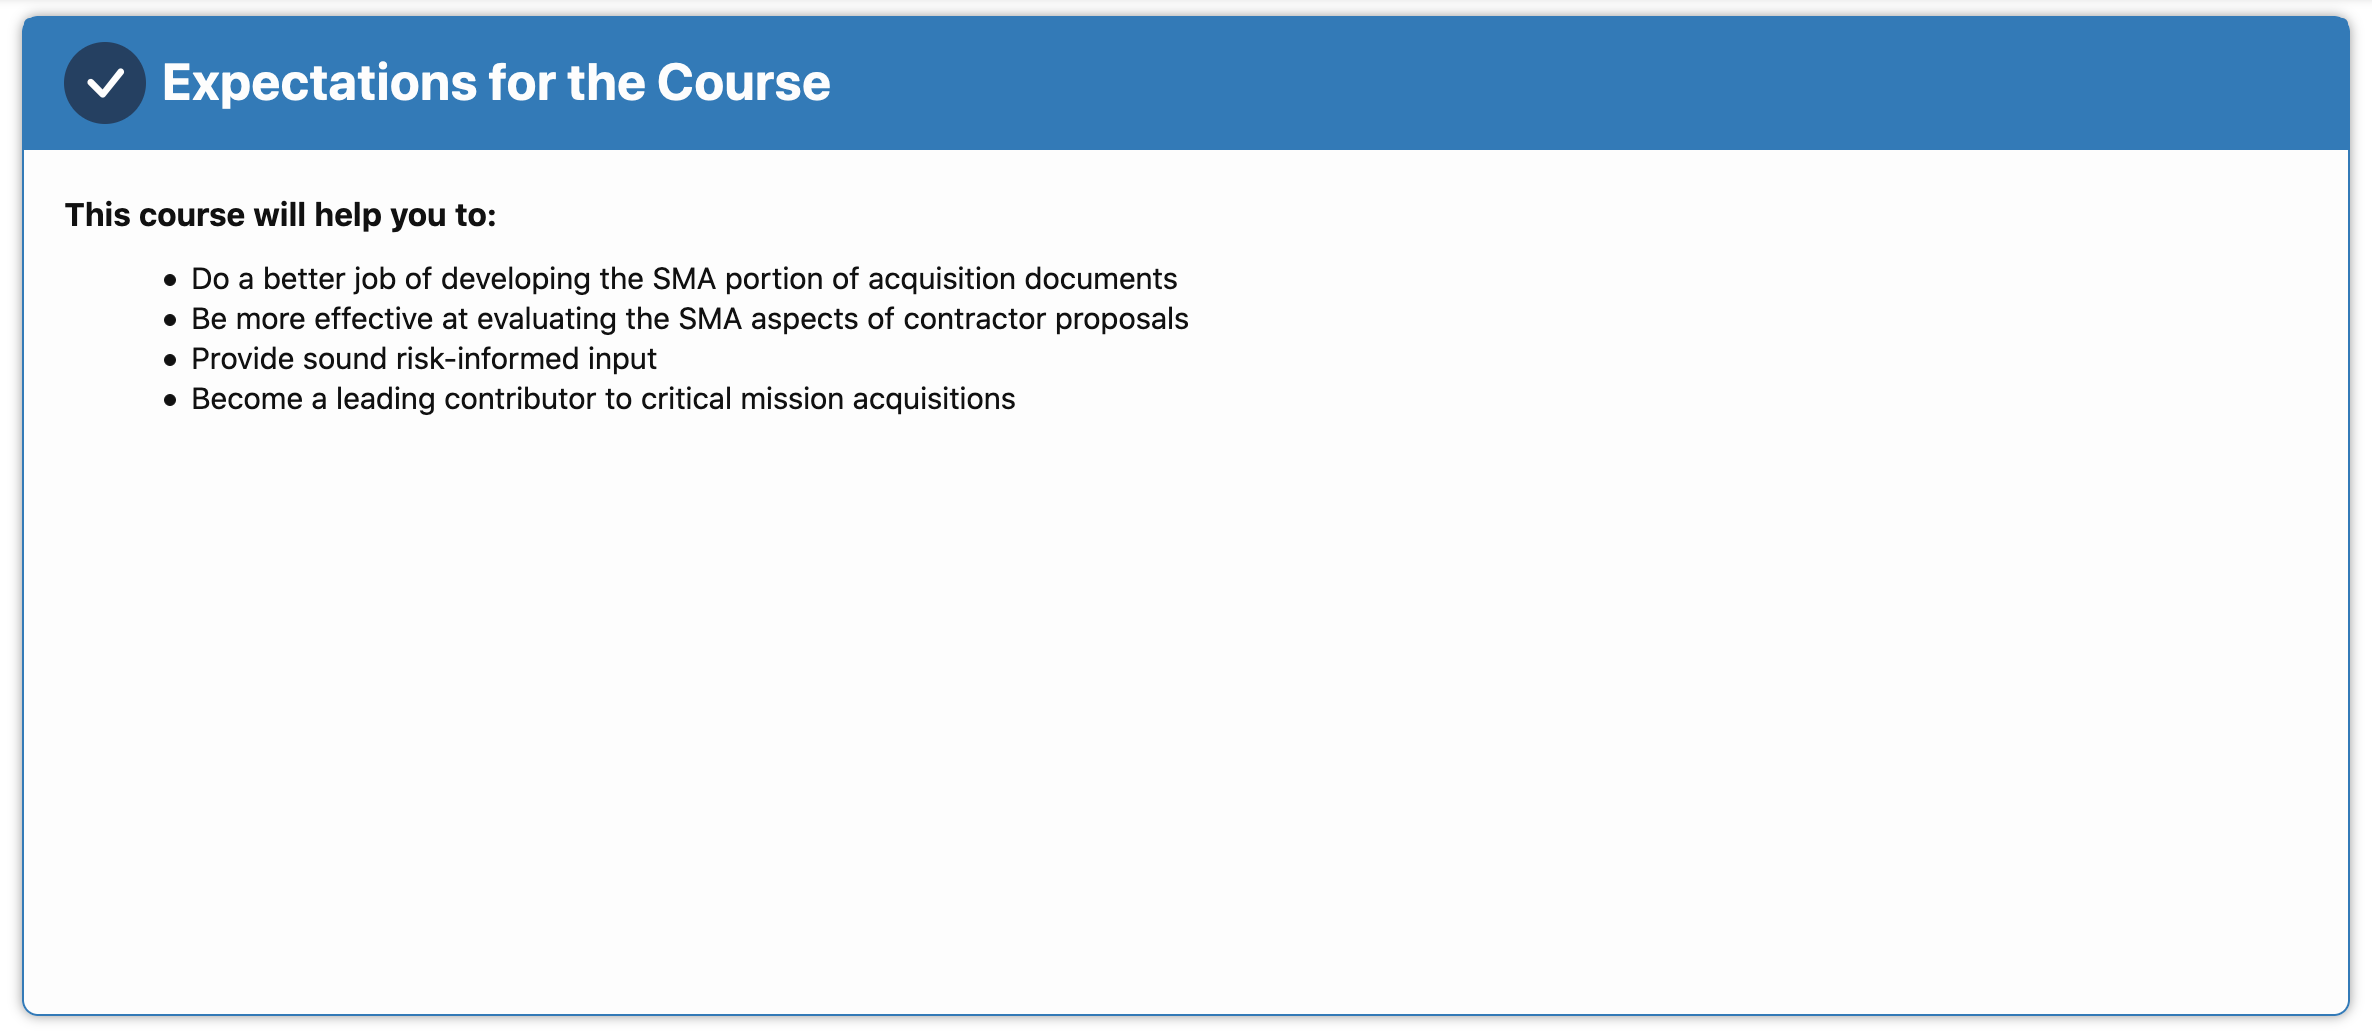 Expectations for the Course
This course will help you to:
• Do a better job of developing the SMA portion of acquisition documents
• Be more effective at evaluating the SMA aspects of contractor proposals
• Provide sound risk-informed input
• Become a leading contributor to critical mission acquisitions